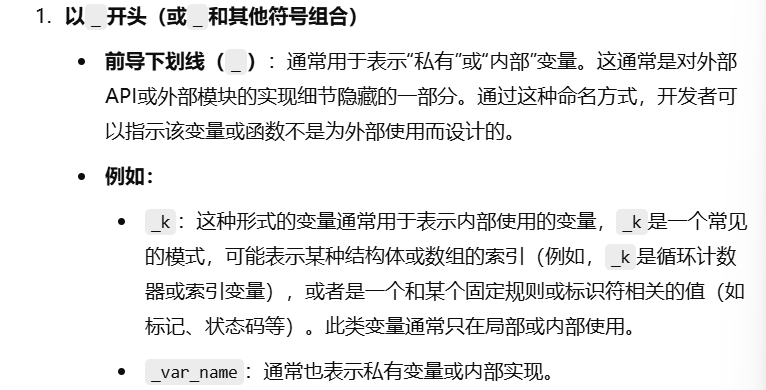 1. 以 _ 开头（或 _ 和其他符号组合）
• 前导下划线（ _ ）：通常用于表示“私有”或“内部”变量。这通常是对外部
API或外部模块的实现细节隐藏的一部分。通过这种命名方式，开发者可
以指示该变量或函数不是为外部使用而设计的。
• 例如：
• _k ：这种形式的变量通常用于表示内部使用的变量， _k 是一个常见
的模式，可能表示某种结构体或数组的索引（例如， _k 是循环计数
器或索引变量），或者是一个和某个固定规则或标识符相关的值（如
标记、状态码等）。此类变量通常只在局部或内部使用。
• _var_name ：通常也表示私有变量或内部实现。